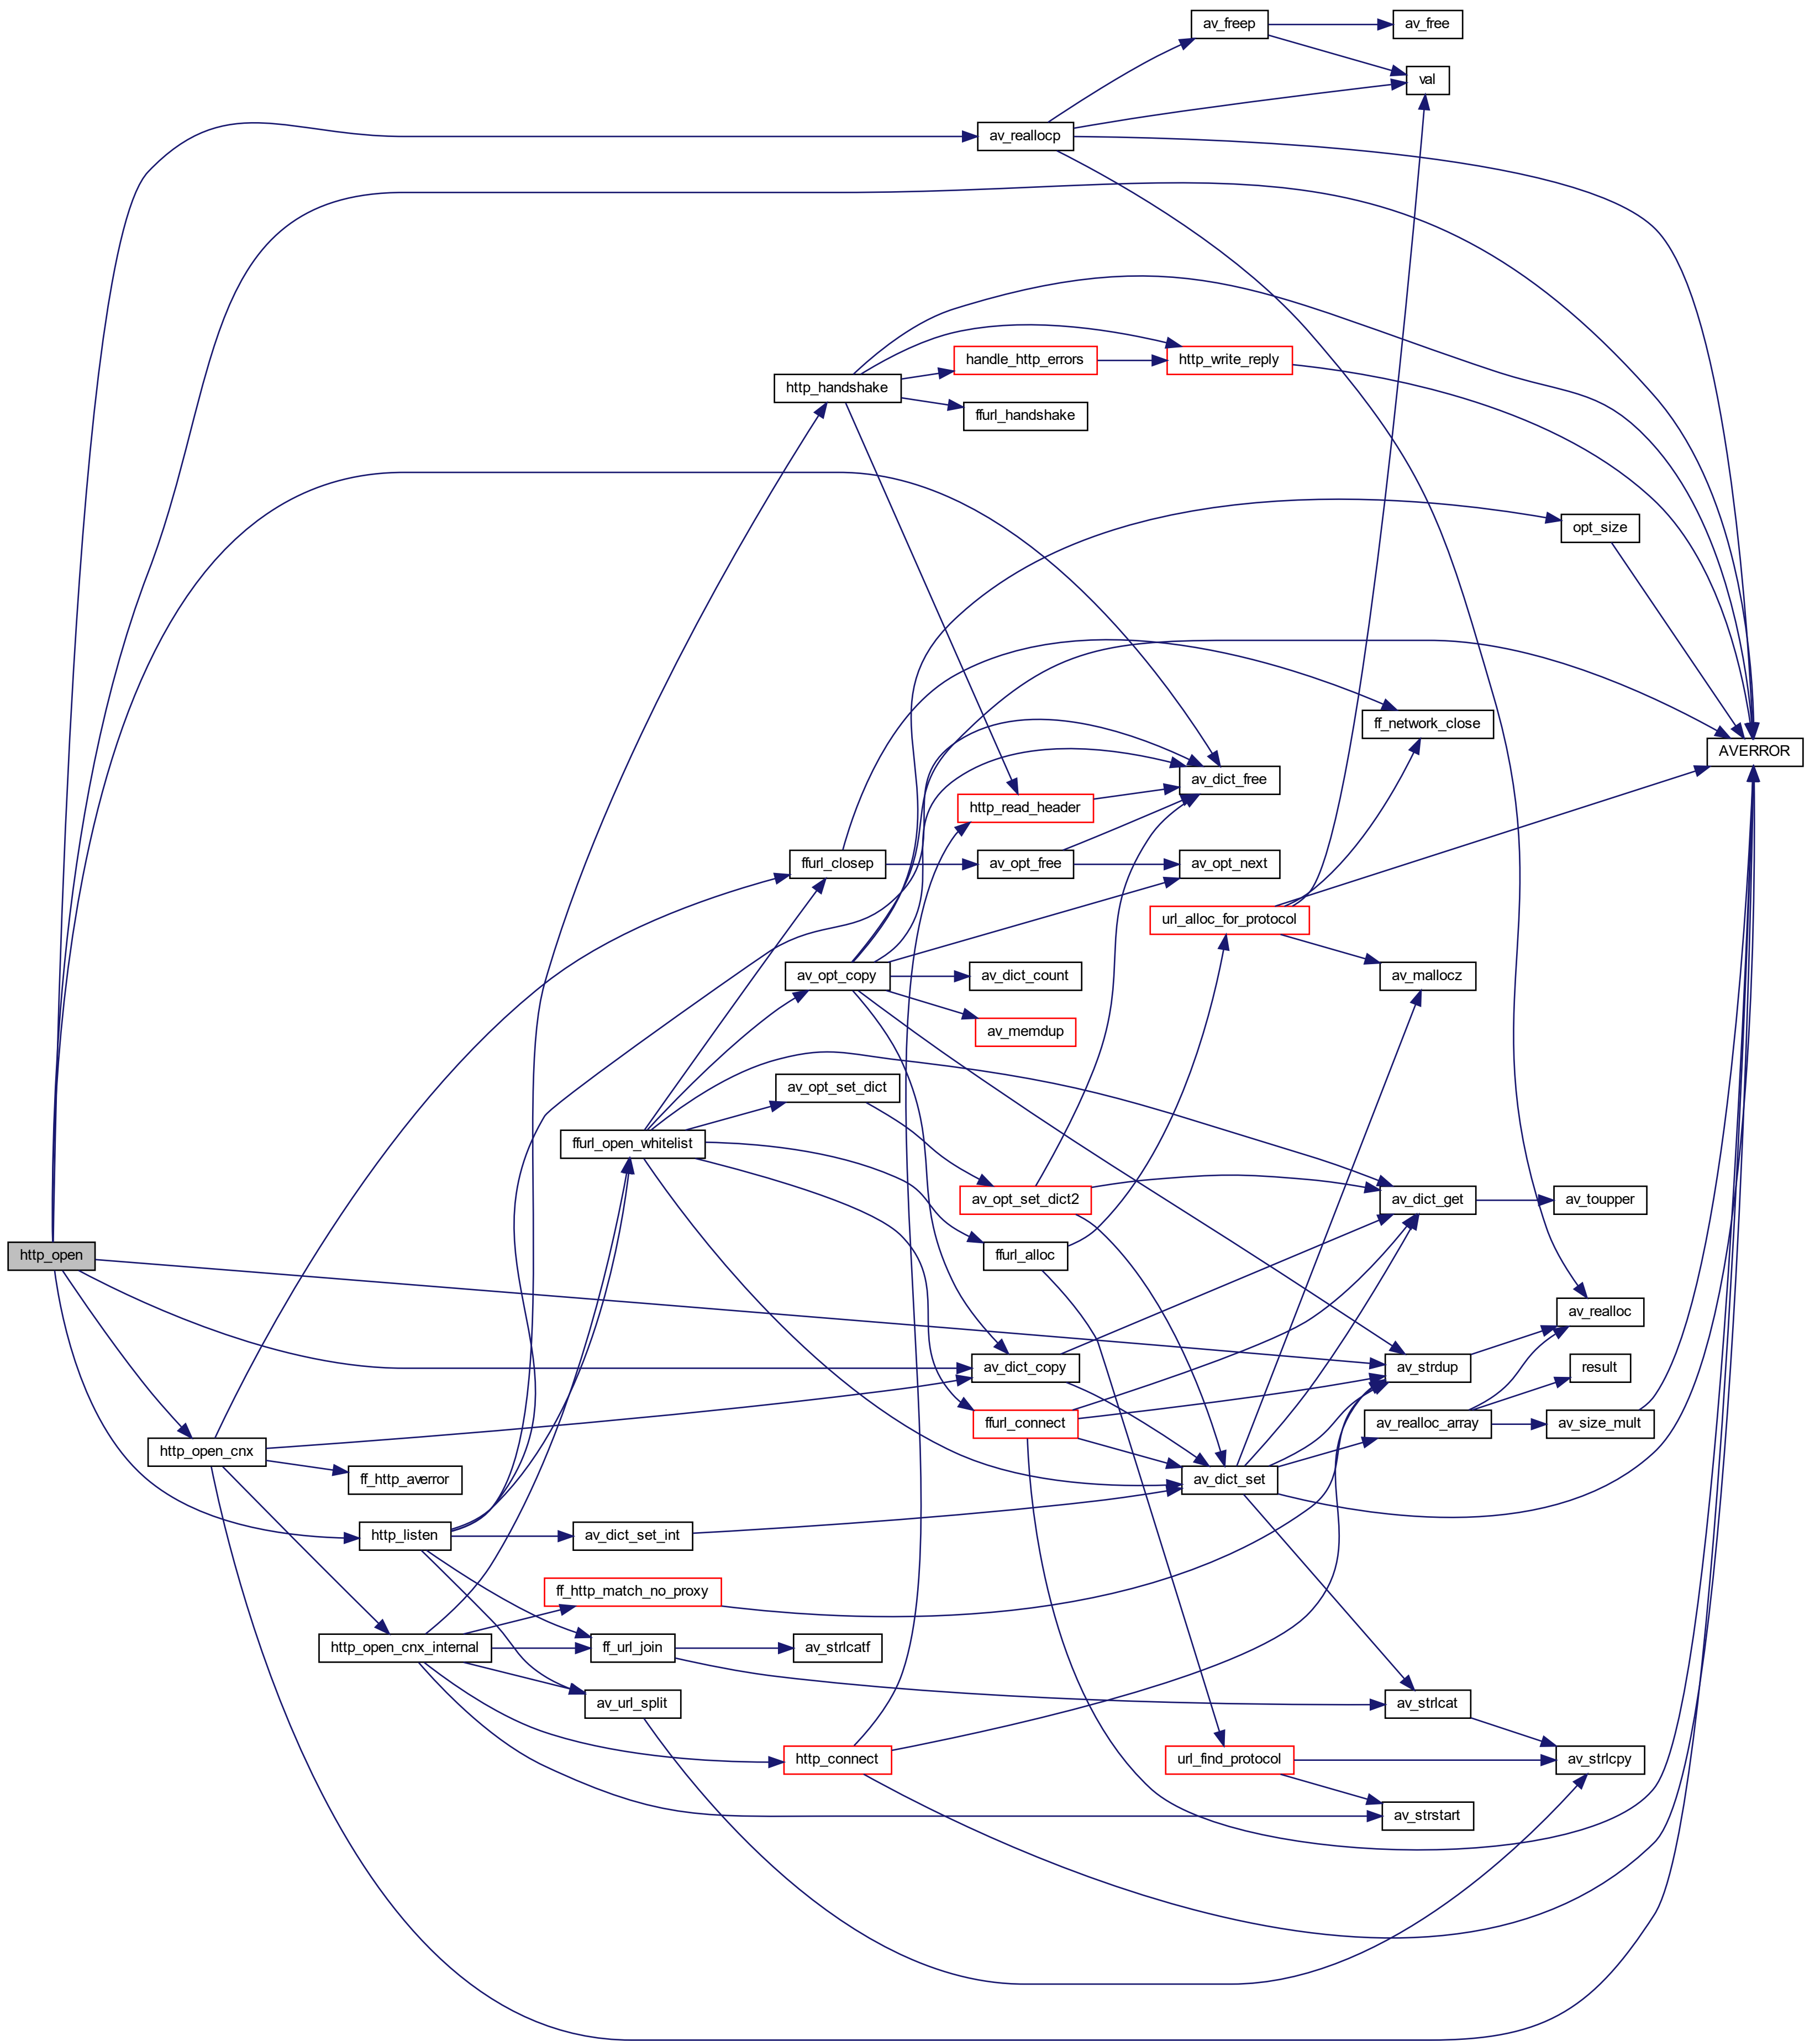 av_freep
av_free
val
av_reallocp
handle_http_errors
http_write_reply
http_handshake
ffurl_handshake
opt_size
ff_network_close
AVERROR
av_dict_free
http_read_header
ffurl_closep
av_opt_free
av_opt_next
url_alloc_for_protocol
av_opt_copy
av_dict_count
av_mallocz
av_memdup
av_opt_set_dict
ffurl_open_whitelist
av_opt_set_dict2
av_dict_get
av_toupper
http_open
ffurl_alloc
av_realloc
av_dict_copy
av_strdup
result
ffurl_connect
av_realloc_array
av_size_mult
http_open_cnx
ff_http_averror
av_dict_set
http_listen
av_dict_set_int
ff_http_match_no_proxy
http_open_cnx_internal
ff_url_join
av_strlcatf
av_url_split
av_strlcat
http_connect
url_find_protocol
av_strlcpy
av_strstart